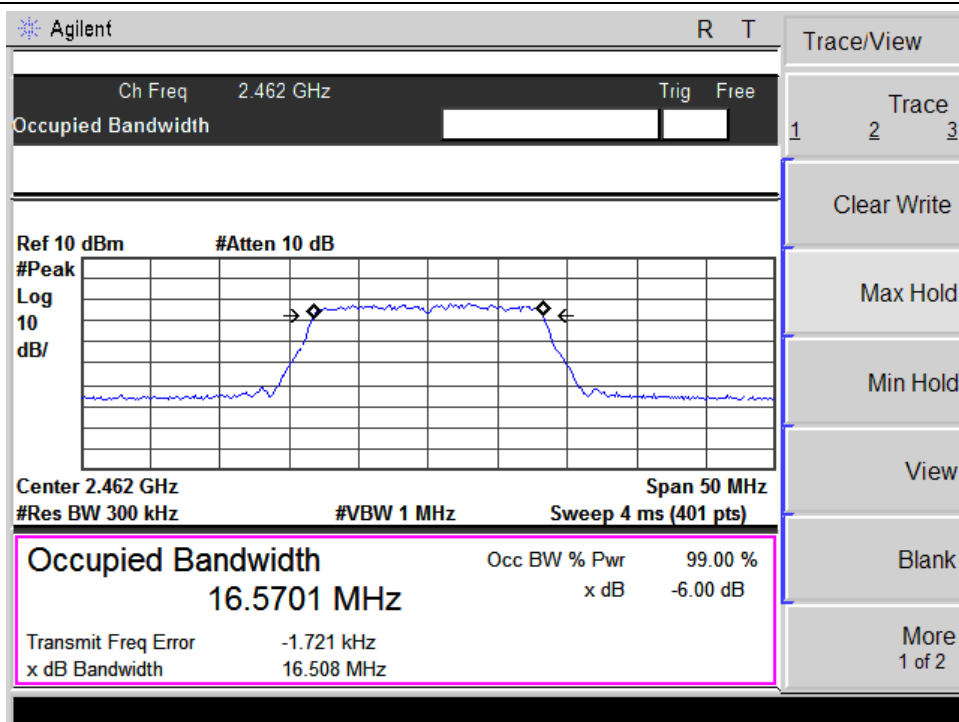 Agilent R T
Ch Freq 2.462 GHz Trig Free
Occupied Bandwidth
Ref 10 dBm #Atten 10 dB
#Peak
Log
10
dB/
Center 2.462 GHz Span 50 MHz
#Res BW 300 kHz #VBW 1 MHz Sweep 4 ms (401 pts)
Occupied Bandwidth Occ BW % Pwr 99.00 %
16.5701 MHz x dB -6.00 dB
Transmit Freq Error -1.721 kHz
x dB Bandwidth 16.508 MHz
Trace/View
Trace
1 2 3
Clear Write
Max Hold
Min Hold
View
Blank
More
1 of 2